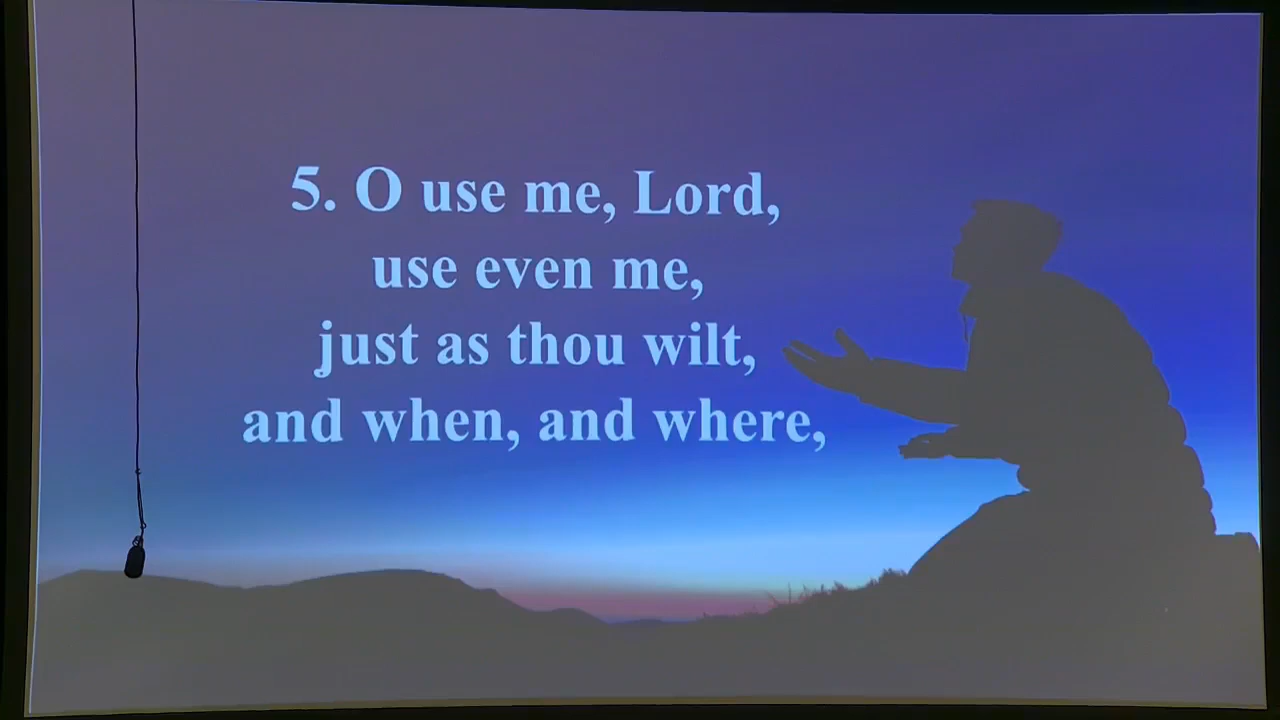 5. O use me, Lord,
use even me,
just as thou wilt,
and when, and where,